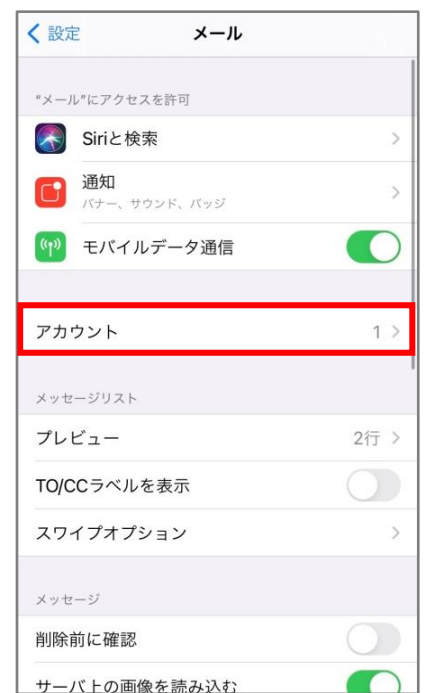 設定 メール
"メール"にアクセスを許可
Siriと検索
通知
バナー、サウンド、バッジ
モバイルデータ通信
アカウント 1
メッセージリスト
プレビュー 2行
TO/CCラベルを表示
スワイプオプション
メッセージ
削除前に確認
サーバ上の画像を読み込む